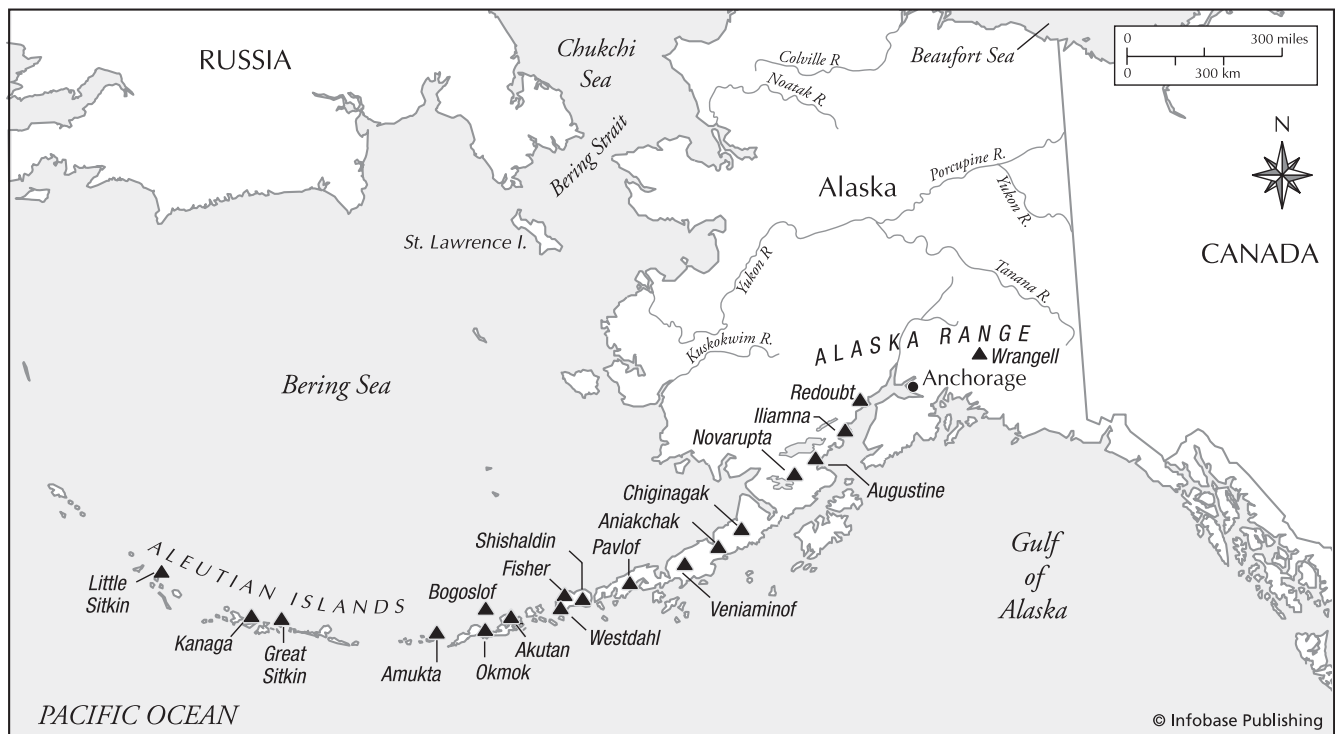 RUSSIA
Chukchi
Sea
Beaufort Sea
0 300 miles
0 300 km
Colville R
Noatak R.
Bering Strait
N
Porcupine R.
Alaska
Yukon R.
St. Lawrence I.
CANADA
Yukon R
Tanana R.
Kuskokwim R.
ALASKA RANGE
Wrangell
Bering Sea
Anchorage
Redoubt
Iliamna
Novarupta
Augustine
Chiginagak
Aniakchak
Shishaldin
Pavlof
Gulf
of
Alaska
ALEUTIAN ISLANDS
Fisher
Little
Sitkin
Bogoslof
Veniaminof
Kanaga
Westdahl
Great
Sitkin
Akutan
Amukta
Okmok
PACIFIC OCEAN
© Infobase Publishing